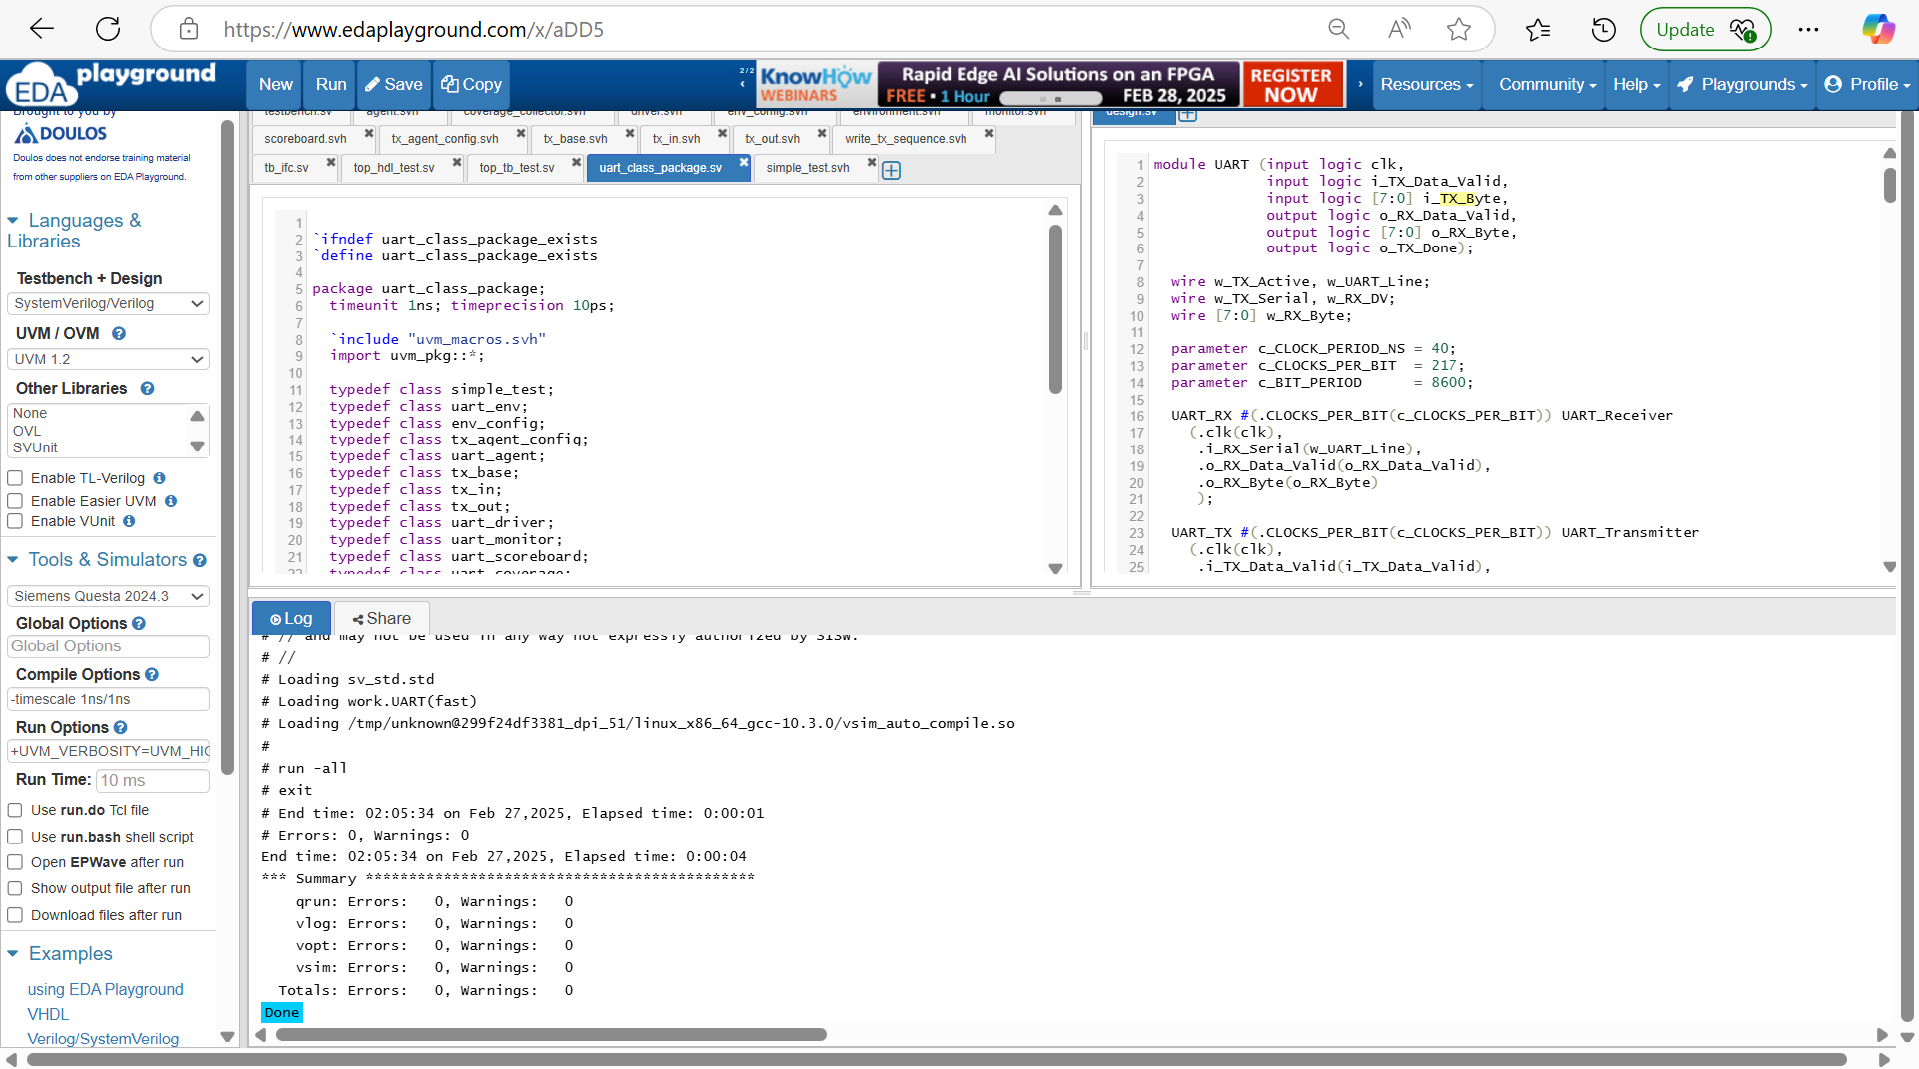 https://www.edaplayground.com/x/aDD5
Update
EDA playground
New
Run
Save
Copy
2/2
KnowHow WEBINARS
Rapid Edge AI Solutions on an FPGA
FREE • 1 Hour
FEB 28, 2025
REGISTER NOW
Resources
Community
Help
Playgrounds
Profile
Brought to you by
DOULOS
Doulos does not endorse training material
from other suppliers on EDA Playground.
Languages &
Libraries
Testbench + Design
SystemVerilog/Verilog
UVM / OVM
UVM 1.2
Other Libraries
None
OVL
SVUnit
Enable TL-Verilog
Enable Easier UVM
Enable VUnit
Tools & Simulators
Siemens Questa 2024.3
Global Options
Global Options
Compile Options
-timescale 1ns/1ns
Run Options
+UVM_VERBOSITY=UVM_HIG
Run Time: 10 ms
Use run.do Tcl file
Use run.bash shell script
Open EPWave after run
Show output file after run
Download files after run
Examples
using EDA Playground
VHDL
Verilog/SystemVerilog
testbench.sv agent.svh coverage_collector.svh driver.svh env_config.svh environment.svh monitor.svh
scoreboard.svh tx_agent_config.svh tx_base.svh tx_in.svh tx_out.svh write_tx_sequence.svh
tb_ifc.sv top_hdl_test.sv top_tb_test.sv uart_class_package.sv simple_test.svh
1
2 `ifndef uart_class_package_exists
3 `define uart_class_package_exists
4
5 package uart_class_package;
6 timeunit 1ns; timeprecision 10ps;
7
8 `include "uvm_macros.svh"
9 import uvm_pkg::*;
10
11 typedef class simple_test;
12 typedef class uart_env;
13 typedef class env_config;
14 typedef class tx_agent_config;
15 typedef class uart_agent;
16 typedef class tx_base;
17 typedef class tx_in;
18 typedef class tx_out;
19 typedef class uart_driver;
20 typedef class uart_monitor;
21 typedef class uart_scoreboard;
22 typedef class uart_coverage;
design.sv
1 module UART (input logic clk,
2 input logic i_TX_Data_Valid,
3 input logic [7:0] i_TX_Byte,
4 output logic o_RX_Data_Valid,
5 output logic [7:0] o_RX_Byte,
6 output logic o_TX_Done);
7
8 wire w_TX_Active, w_UART_Line;
9 wire w_TX_Serial, w_RX_DV;
10 wire [7:0] w_RX_Byte;
11
12 parameter c_CLOCK_PERIOD_NS = 40;
13 parameter c_CLOCKS_PER_BIT = 217;
14 parameter c_BIT_PERIOD = 8600;
15
16 UART_RX #(.CLOCKS_PER_BIT(c_CLOCKS_PER_BIT)) UART_Receiver
17 (.clk(clk),
18 .i_RX_Serial(w_UART_Line),
19 .o_RX_Data_Valid(o_RX_Data_Valid),
20 .o_RX_Byte(o_RX_Byte)
21 );
22
23 UART_TX #(.CLOCKS_PER_BIT(c_CLOCKS_PER_BIT)) UART_Transmitter
24 (.clk(clk),
25 .i_TX_Data_Valid(i_TX_Data_Valid),
Log
Share
# // and may not be used in any way not expressly authorized by SISW.
# //
# Loading sv_std.std
# Loading work.UART(fast)
# Loading /tmp/unknown@299f24df3381_dpi_51/linux_x86_64_gcc-10.3.0/vsim_auto_compile.so
#
# run -all
# exit
# End time: 02:05:34 on Feb 27,2025, Elapsed time: 0:00:01
# Errors: 0, Warnings: 0
End time: 02:05:34 on Feb 27,2025, Elapsed time: 0:00:04
*** Summary *********************************************
qrun: Errors: 0, Warnings: 0
vlog: Errors: 0, Warnings: 0
vopt: Errors: 0, Warnings: 0
vsim: Errors: 0, Warnings: 0
Totals: Errors: 0, Warnings: 0
Done